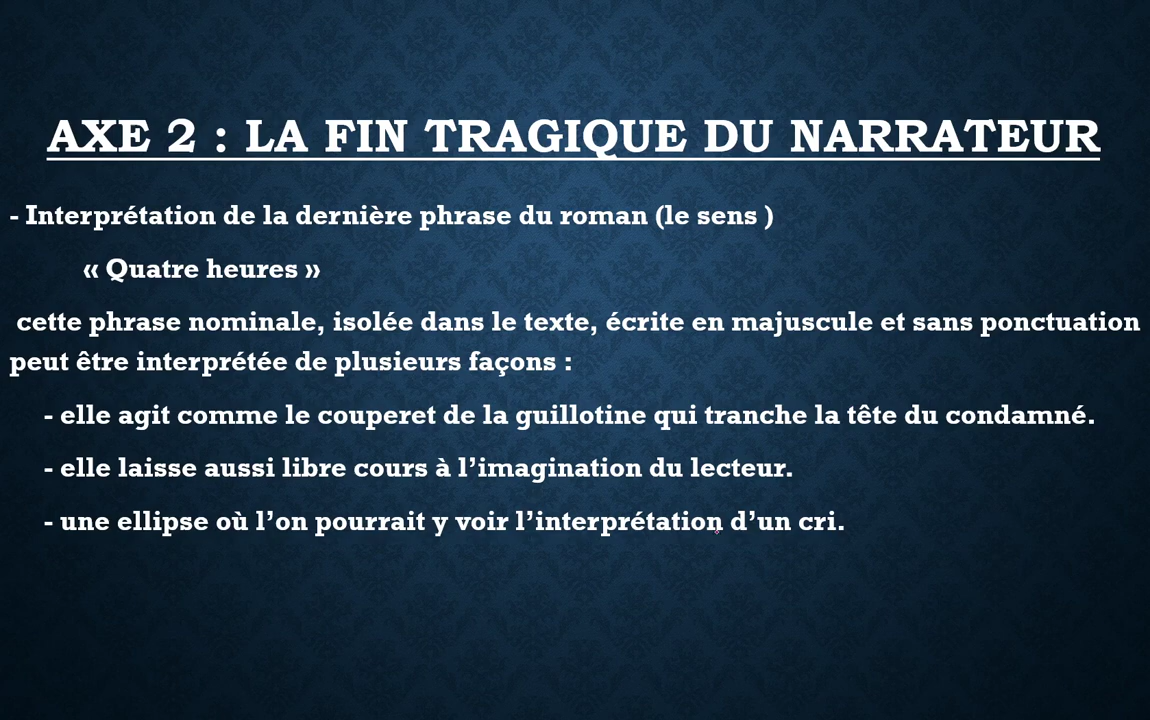 AXE 2 : LA FIN TRAGIQUE DU NARRATEUR
- Interprétation de la dernière phrase du roman (le sens )
« Quatre heures »
cette phrase nominale, isolée dans le texte, écrite en majuscule et sans ponctuation
peut être interprétée de plusieurs façons :
- elle agit comme le couperet de la guillotine qui tranche la tête du condamné.
- elle laisse aussi libre cours à l’imagination du lecteur.
- une ellipse où l’on pourrait y voir l’interprétation d’un cri.